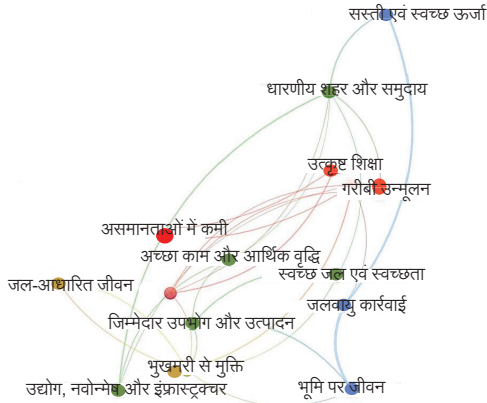 सस्ती एवं स्वच्छ ऊर्जा
धारणीय शहर और समुदाय
उत्कृष्ट शिक्षा
गरीबी उन्मूलन
असमानताओं में कमी
अच्छा काम और आर्थिक वृद्धि
स्वच्छ जल एवं स्वच्छता
जल-आधारित जीवन
जलवायु कार्रवाई
जिम्मेदार उपभोग और उत्पादन
भुखमरी से मुक्ति
उद्योग, नवोन्मेष और इंफ्रास्ट्रक्चर
भूमि पर जीवन